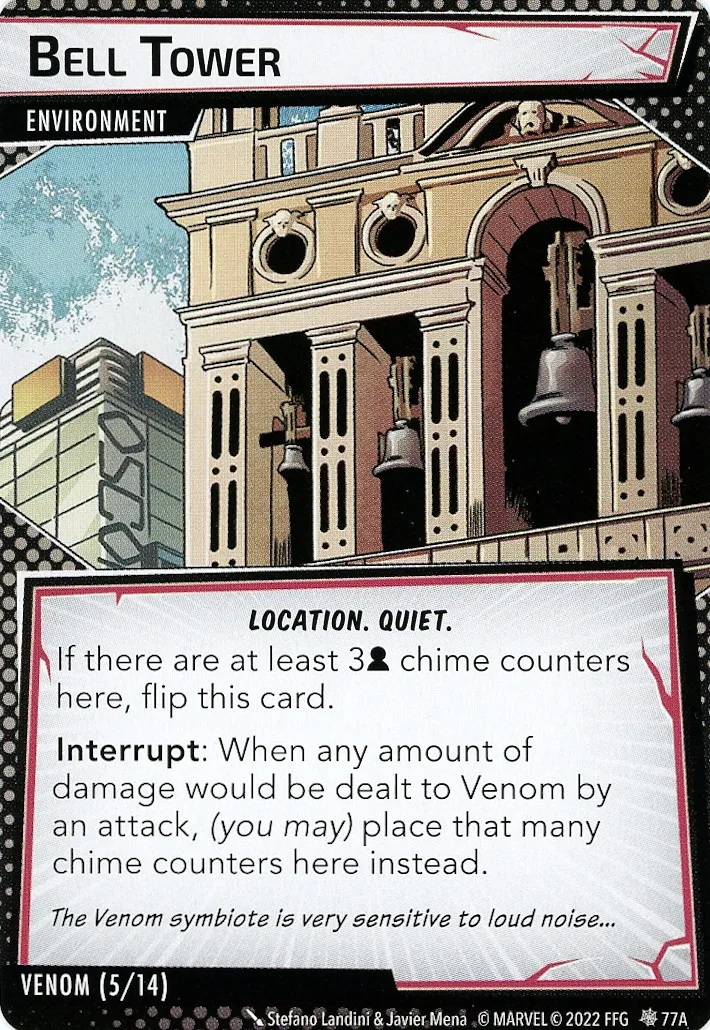 BELL TOWER
ENVIRONMENT
LOCATION. QUIET.
If there are at least 3 chime counters
here, flip this card.
Interrupt: When any amount of
damage would be dealt to Venom by
an attack, (you may) place that many
chime counters here instead.
The Venom symbiote is very sensitive to loud noise...
VENOM (5/14)
Stefano Landini & Javier Mena © MARVEL © 2022 FFG 77A